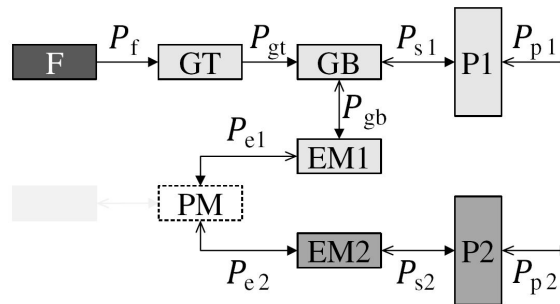 P_f P_gt P_s1 P_p1
F GT GB P1
P_gb
P_e1
EM1
PM
EM2 P2
P_e2 P_s2 P_p2